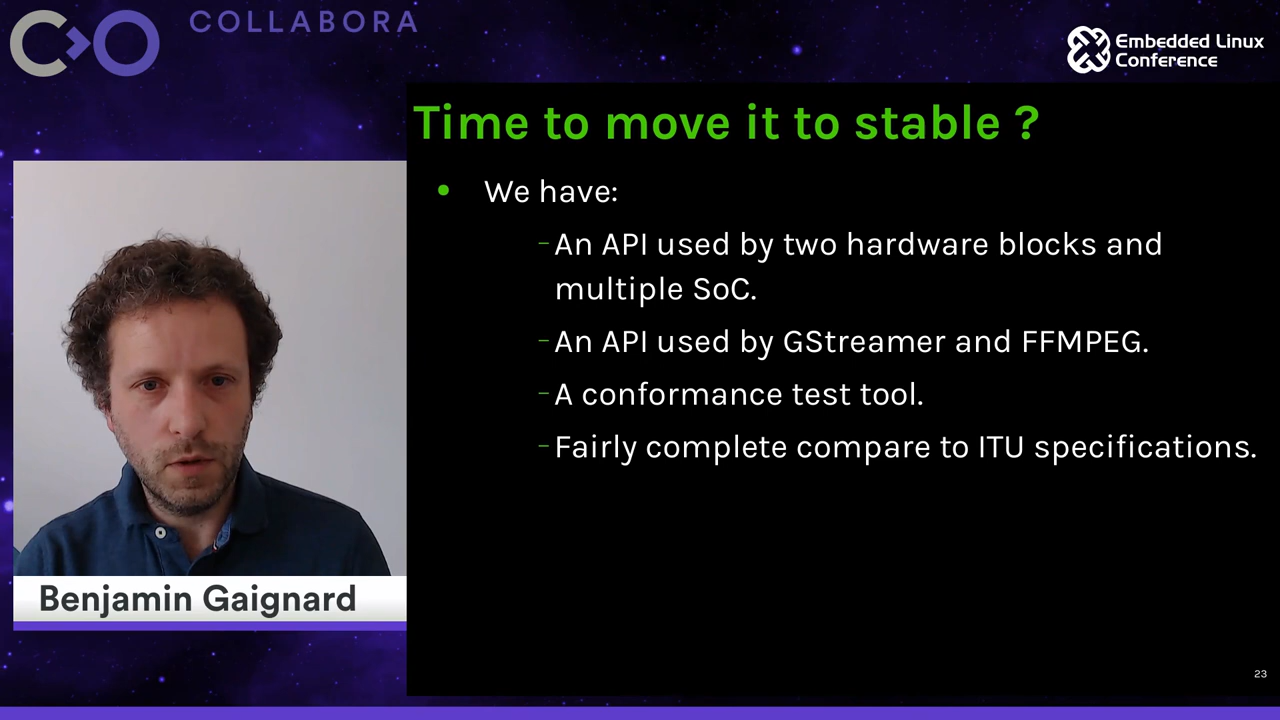 COLLABORA
Embedded Linux
Conference
Time to move it to stable ?
• We have:
–An API used by two hardware blocks and
multiple SoC.
–An API used by GStreamer and FFMPEG.
–A conformance test tool.
–Fairly complete compare to ITU specifications.
Benjamin Gaignard
23